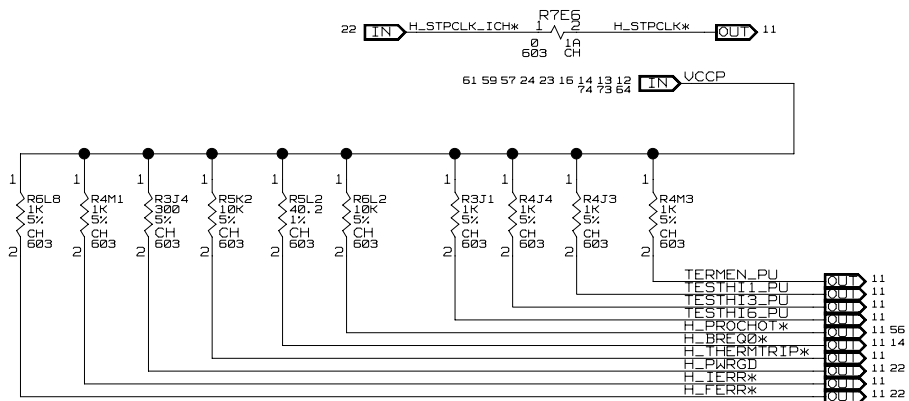 R7E6
22 IN H_STPCLK_ICH* 1 2 H_STPCLK* OUT 11
0 1A
603 CH
61 59 57 24 23 16 14 13 12 IN VCCP
74 73 64
1 1 1 1 1 1 1 1 1 1
R6L8 R4M1 R3J4 R5K2 R5L2 R6L2 R3J1 R4J4 R4J3 R4M3
1K 1K 300 10K 40.2 10K 1K 1K 1K 1K
5% 5% 5% 5% 1% 5% 5% 5% 5% 5%
CH CH CH CH CH CH CH CH CH CH
603 603 603 603 603 603 603 603 603 603
2 2 2 2 2 2 2 2 2 2
TERMEN_PU OUT 11
TESTHI1_PU OUT 11
TESTHI3_PU OUT 11
TESTHI6_PU OUT 11
H_PROCHOT* OUT 11 56
H_BREQ0* OUT 11 14
H_THERMTRIP* OUT 11
H_PWRGD OUT 11 22
H_IERR* OUT 11
H_FERR* OUT 11 22